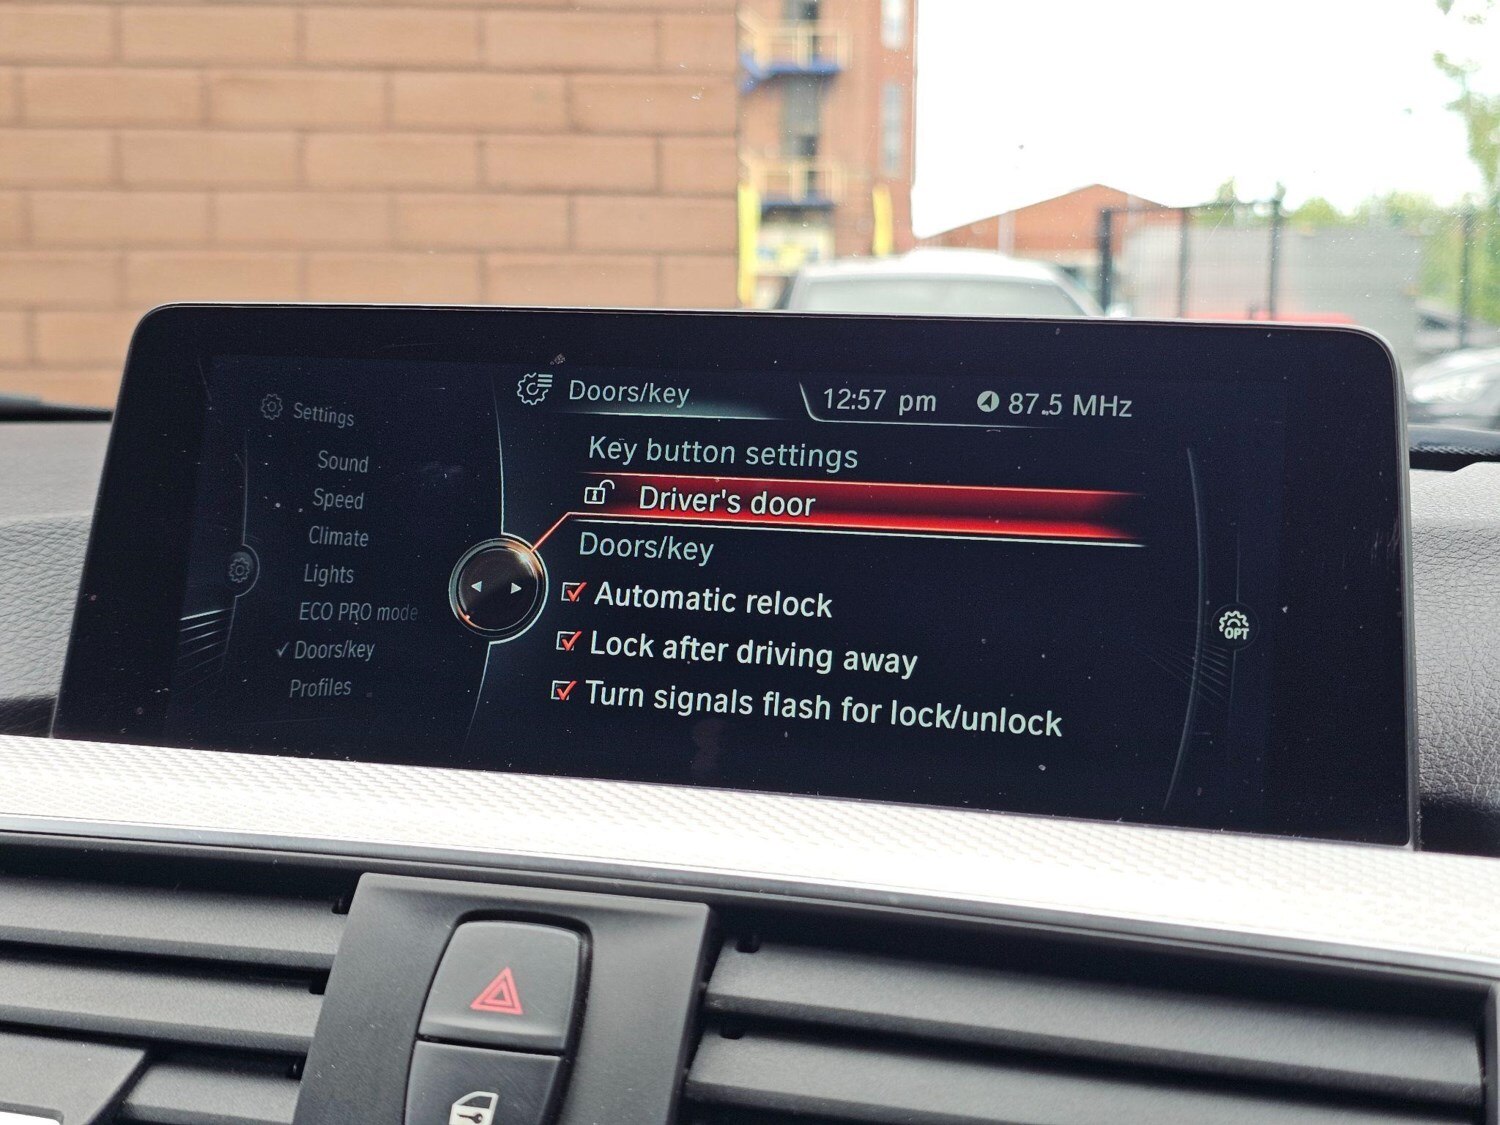 Settings
Sound
Speed
Climate
Lights
ECO PRO mode
Doors/key
Profiles
Doors/key
12:57 pm
87.5 MHz
Key button settings
Driver's door
Doors/key
Automatic relock
Lock after driving away
Turn signals flash for lock/unlock
OPT